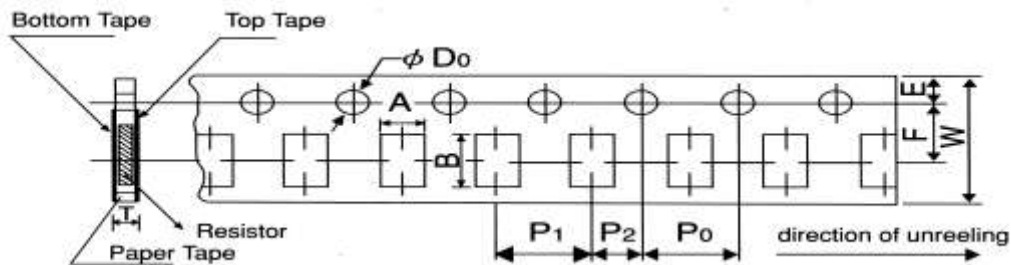 Bottom Tape
Top Tape
φ D0
A
B
E
F
W
T
Resistor
Paper Tape
P1
P2
P0
direction of unreeling